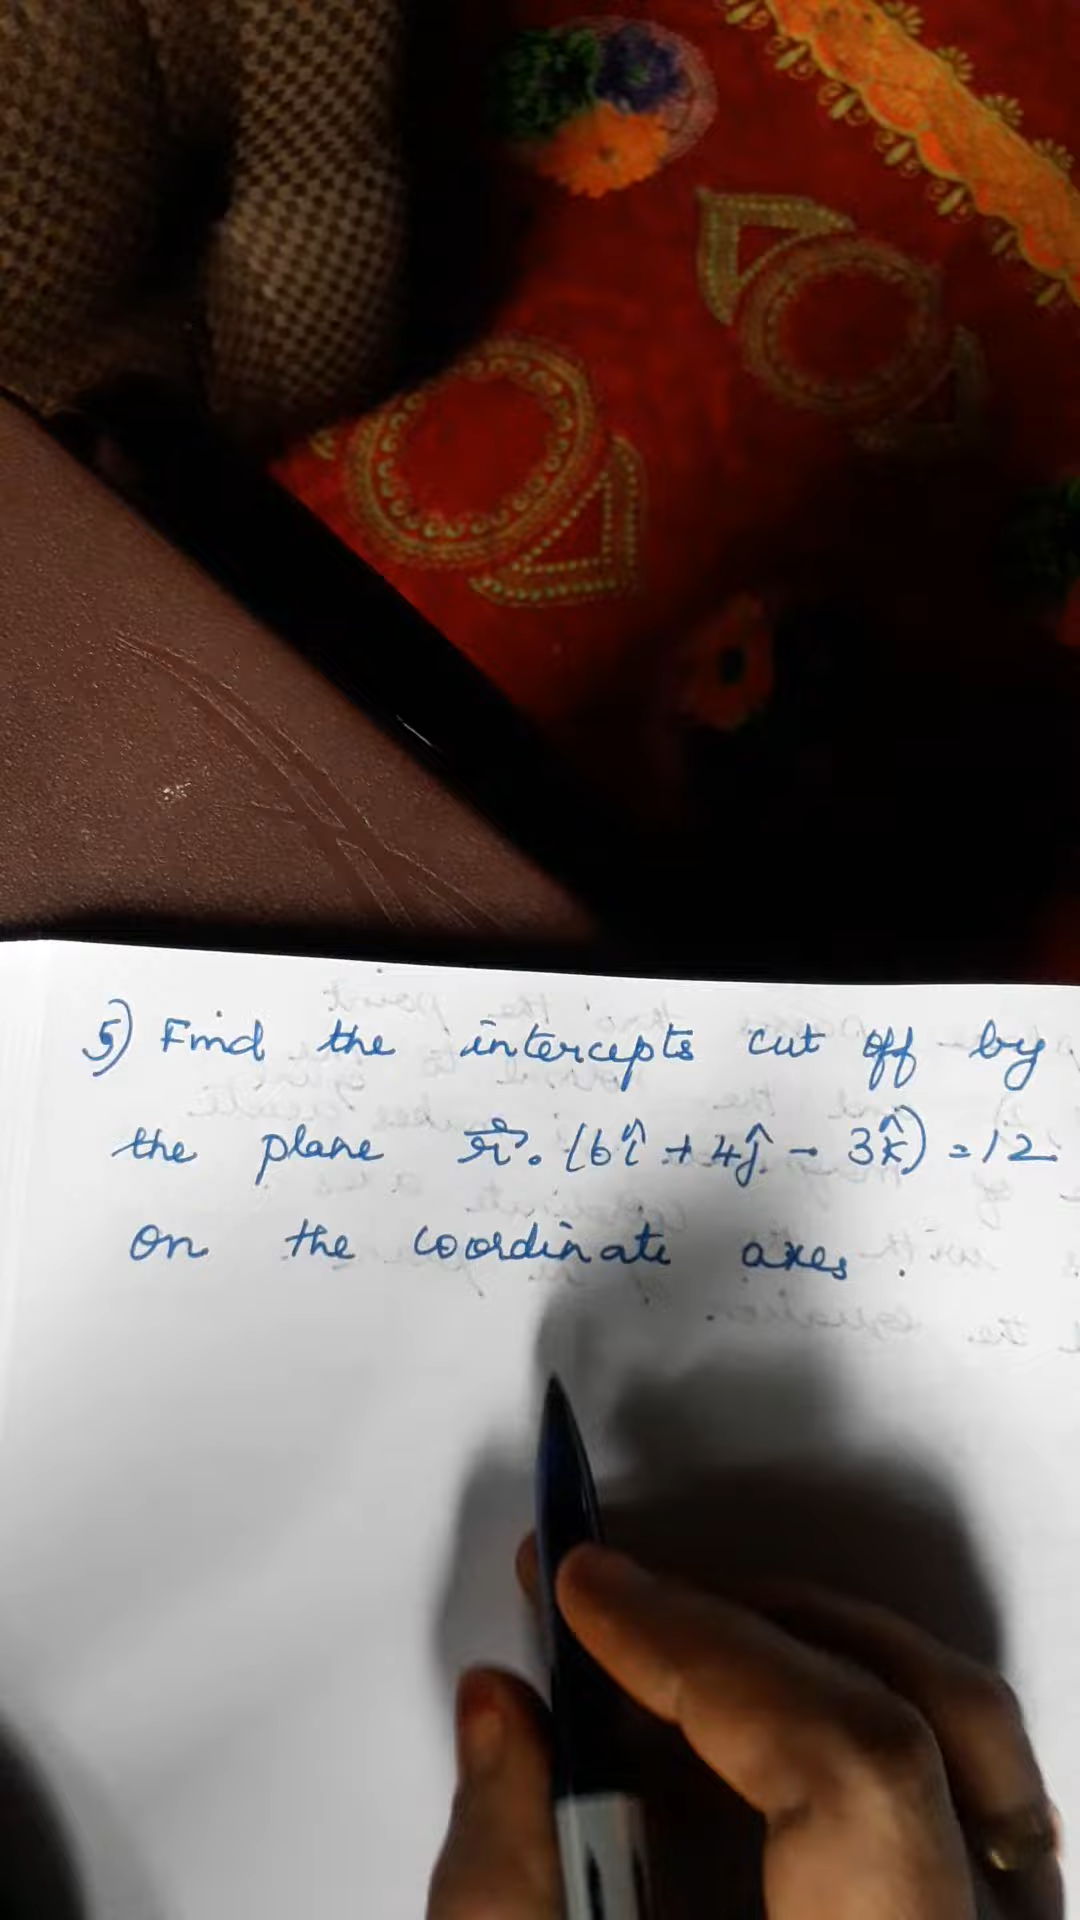 5) Find the intercepts cut off by
the plane r⃗. (6î + 4ĵ - 3k̂) = 12
on the coordinate axes.